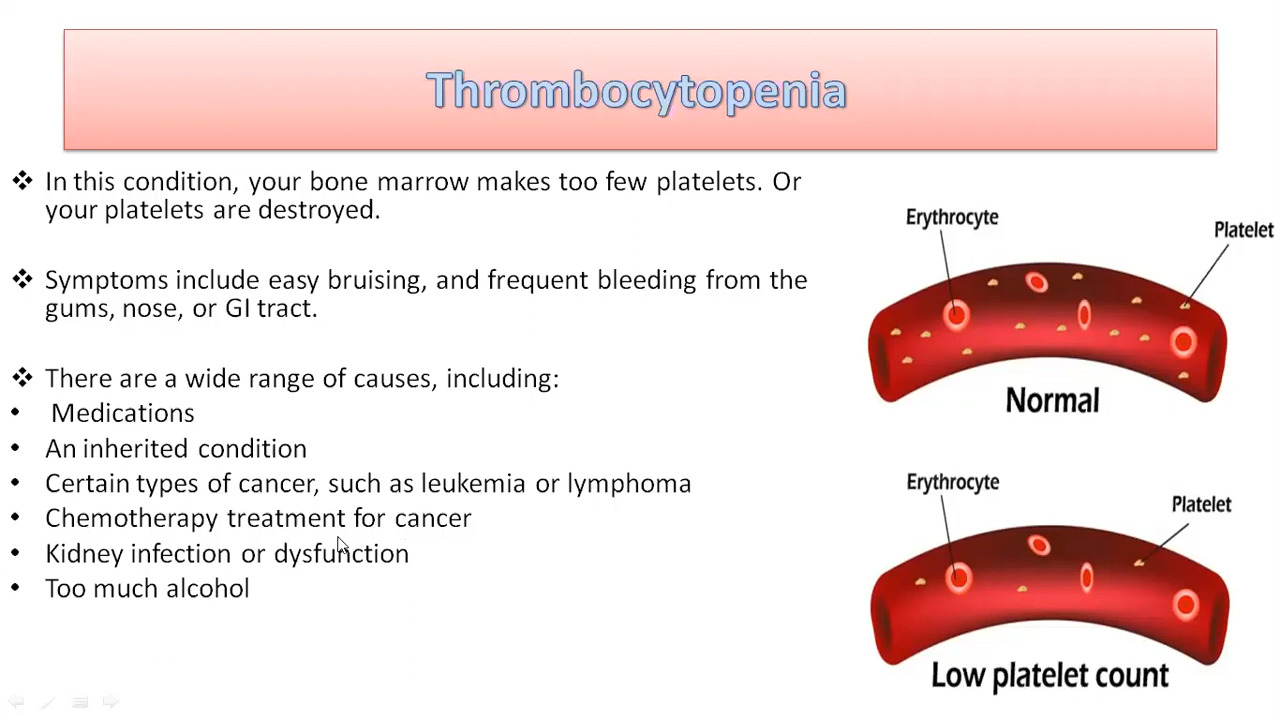 Thrombocytopenia
❖ In this condition, your bone marrow makes too few platelets. Or
your platelets are destroyed.
❖ Symptoms include easy bruising, and frequent bleeding from the
gums, nose, or GI tract.
❖ There are a wide range of causes, including:
• Medications
• An inherited condition
• Certain types of cancer, such as leukemia or lymphoma
• Chemotherapy treatment for cancer
• Kidney infection or dysfunction
• Too much alcohol
Erythrocyte
Platelet
Normal
Erythrocyte
Platelet
Low platelet count